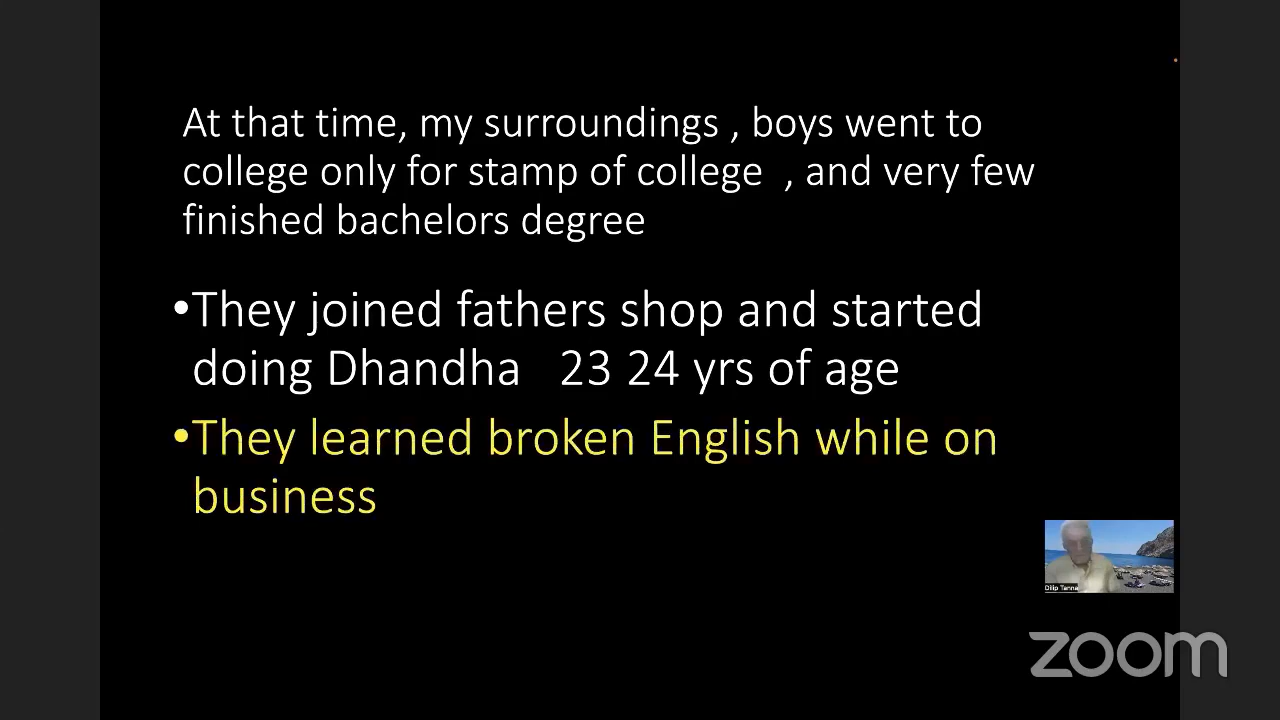 At that time, my surroundings , boys went to
college only for stamp of college , and very few
finished bachelors degree
•They joined fathers shop and started
doing Dhandha 23 24 yrs of age
•They learned broken English while on
business
Dilip Tanna
zoom